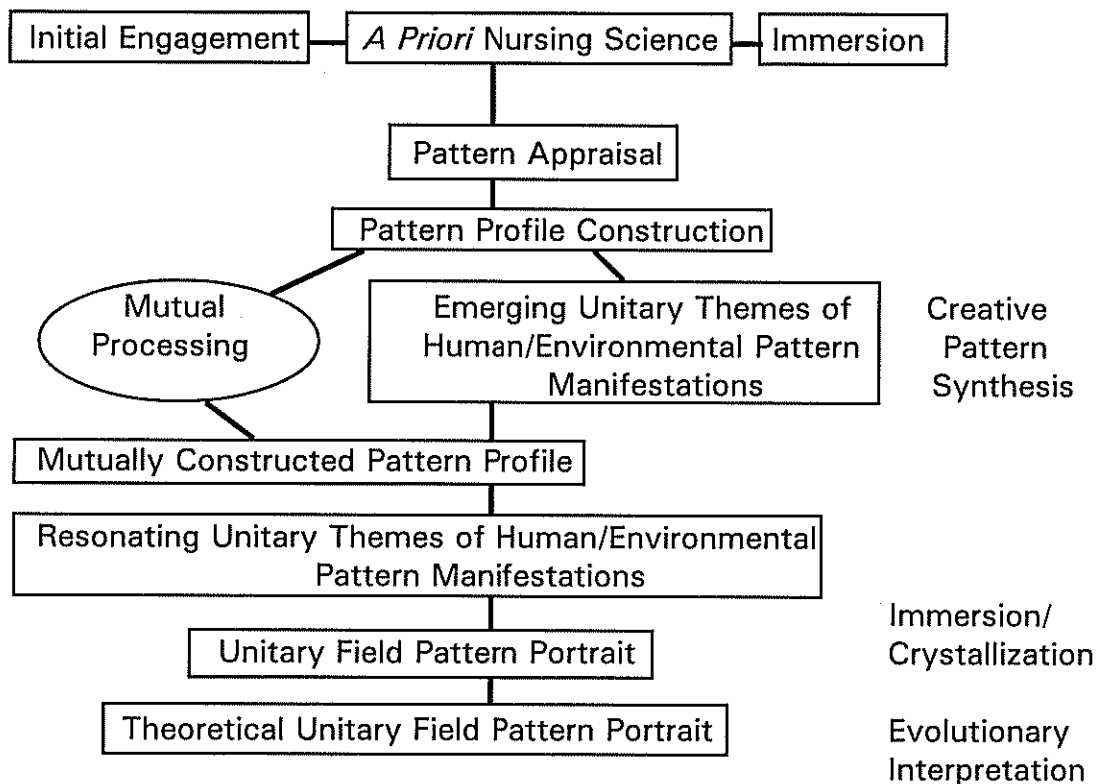 Initial Engagement
A Priori Nursing Science
Immersion
Pattern Appraisal
Pattern Profile Construction
Mutual
Processing
Emerging Unitary Themes of
Human/Environmental Pattern
Manifestations
Creative
Pattern
Synthesis
Mutually Constructed Pattern Profile
Resonating Unitary Themes of Human/Environmental
Pattern Manifestations
Immersion/
Crystallization
Unitary Field Pattern Portrait
Theoretical Unitary Field Pattern Portrait
Evolutionary
Interpretation